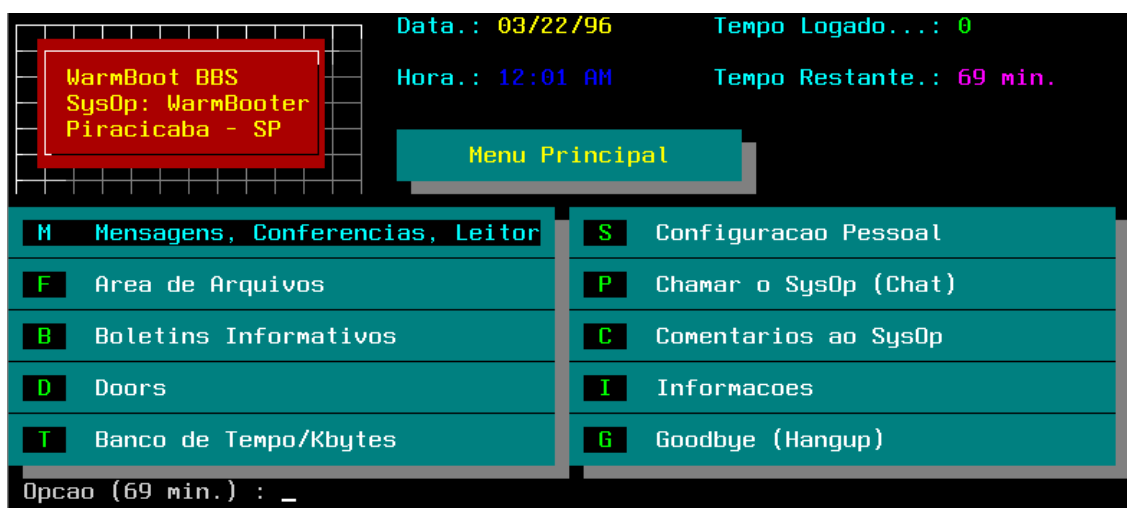 WarmBoot BBS
SysOp: WarmBooter
Piracicaba - SP
Data.: 03/22/96
Tempo Logado...: 0
Hora.: 12:01 AM
Tempo Restante.: 69 min.
Menu Principal
M Mensagens, Conferencias, Leitor
F Area de Arquivos
B Boletins Informativos
D Doors
T Banco de Tempo/Kbytes
S Configuracao Pessoal
P Chamar o SysOp (Chat)
C Comentarios ao SysOp
I Informacoes
G Goodbye (Hangup)
Opcao (69 min.) : _